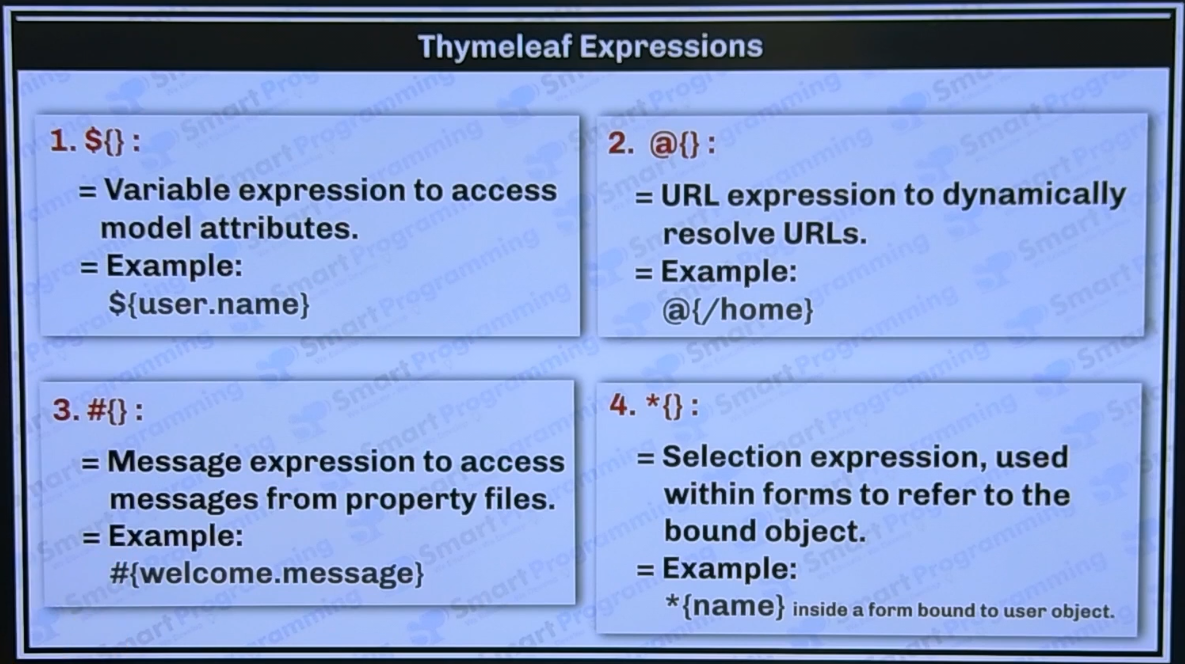 Thymeleaf Expressions
1. ${} :
= Variable expression to access
model attributes.
= Example:
${user.name}
2. @{} :
= URL expression to dynamically
resolve URLs.
= Example:
@{/home}
3. #{} :
= Message expression to access
messages from property files.
= Example:
#{welcome.message}
4. *{} :
= Selection expression, used
within forms to refer to the
bound object.
= Example:
*{name} inside a form bound to user object.
Smart Programming